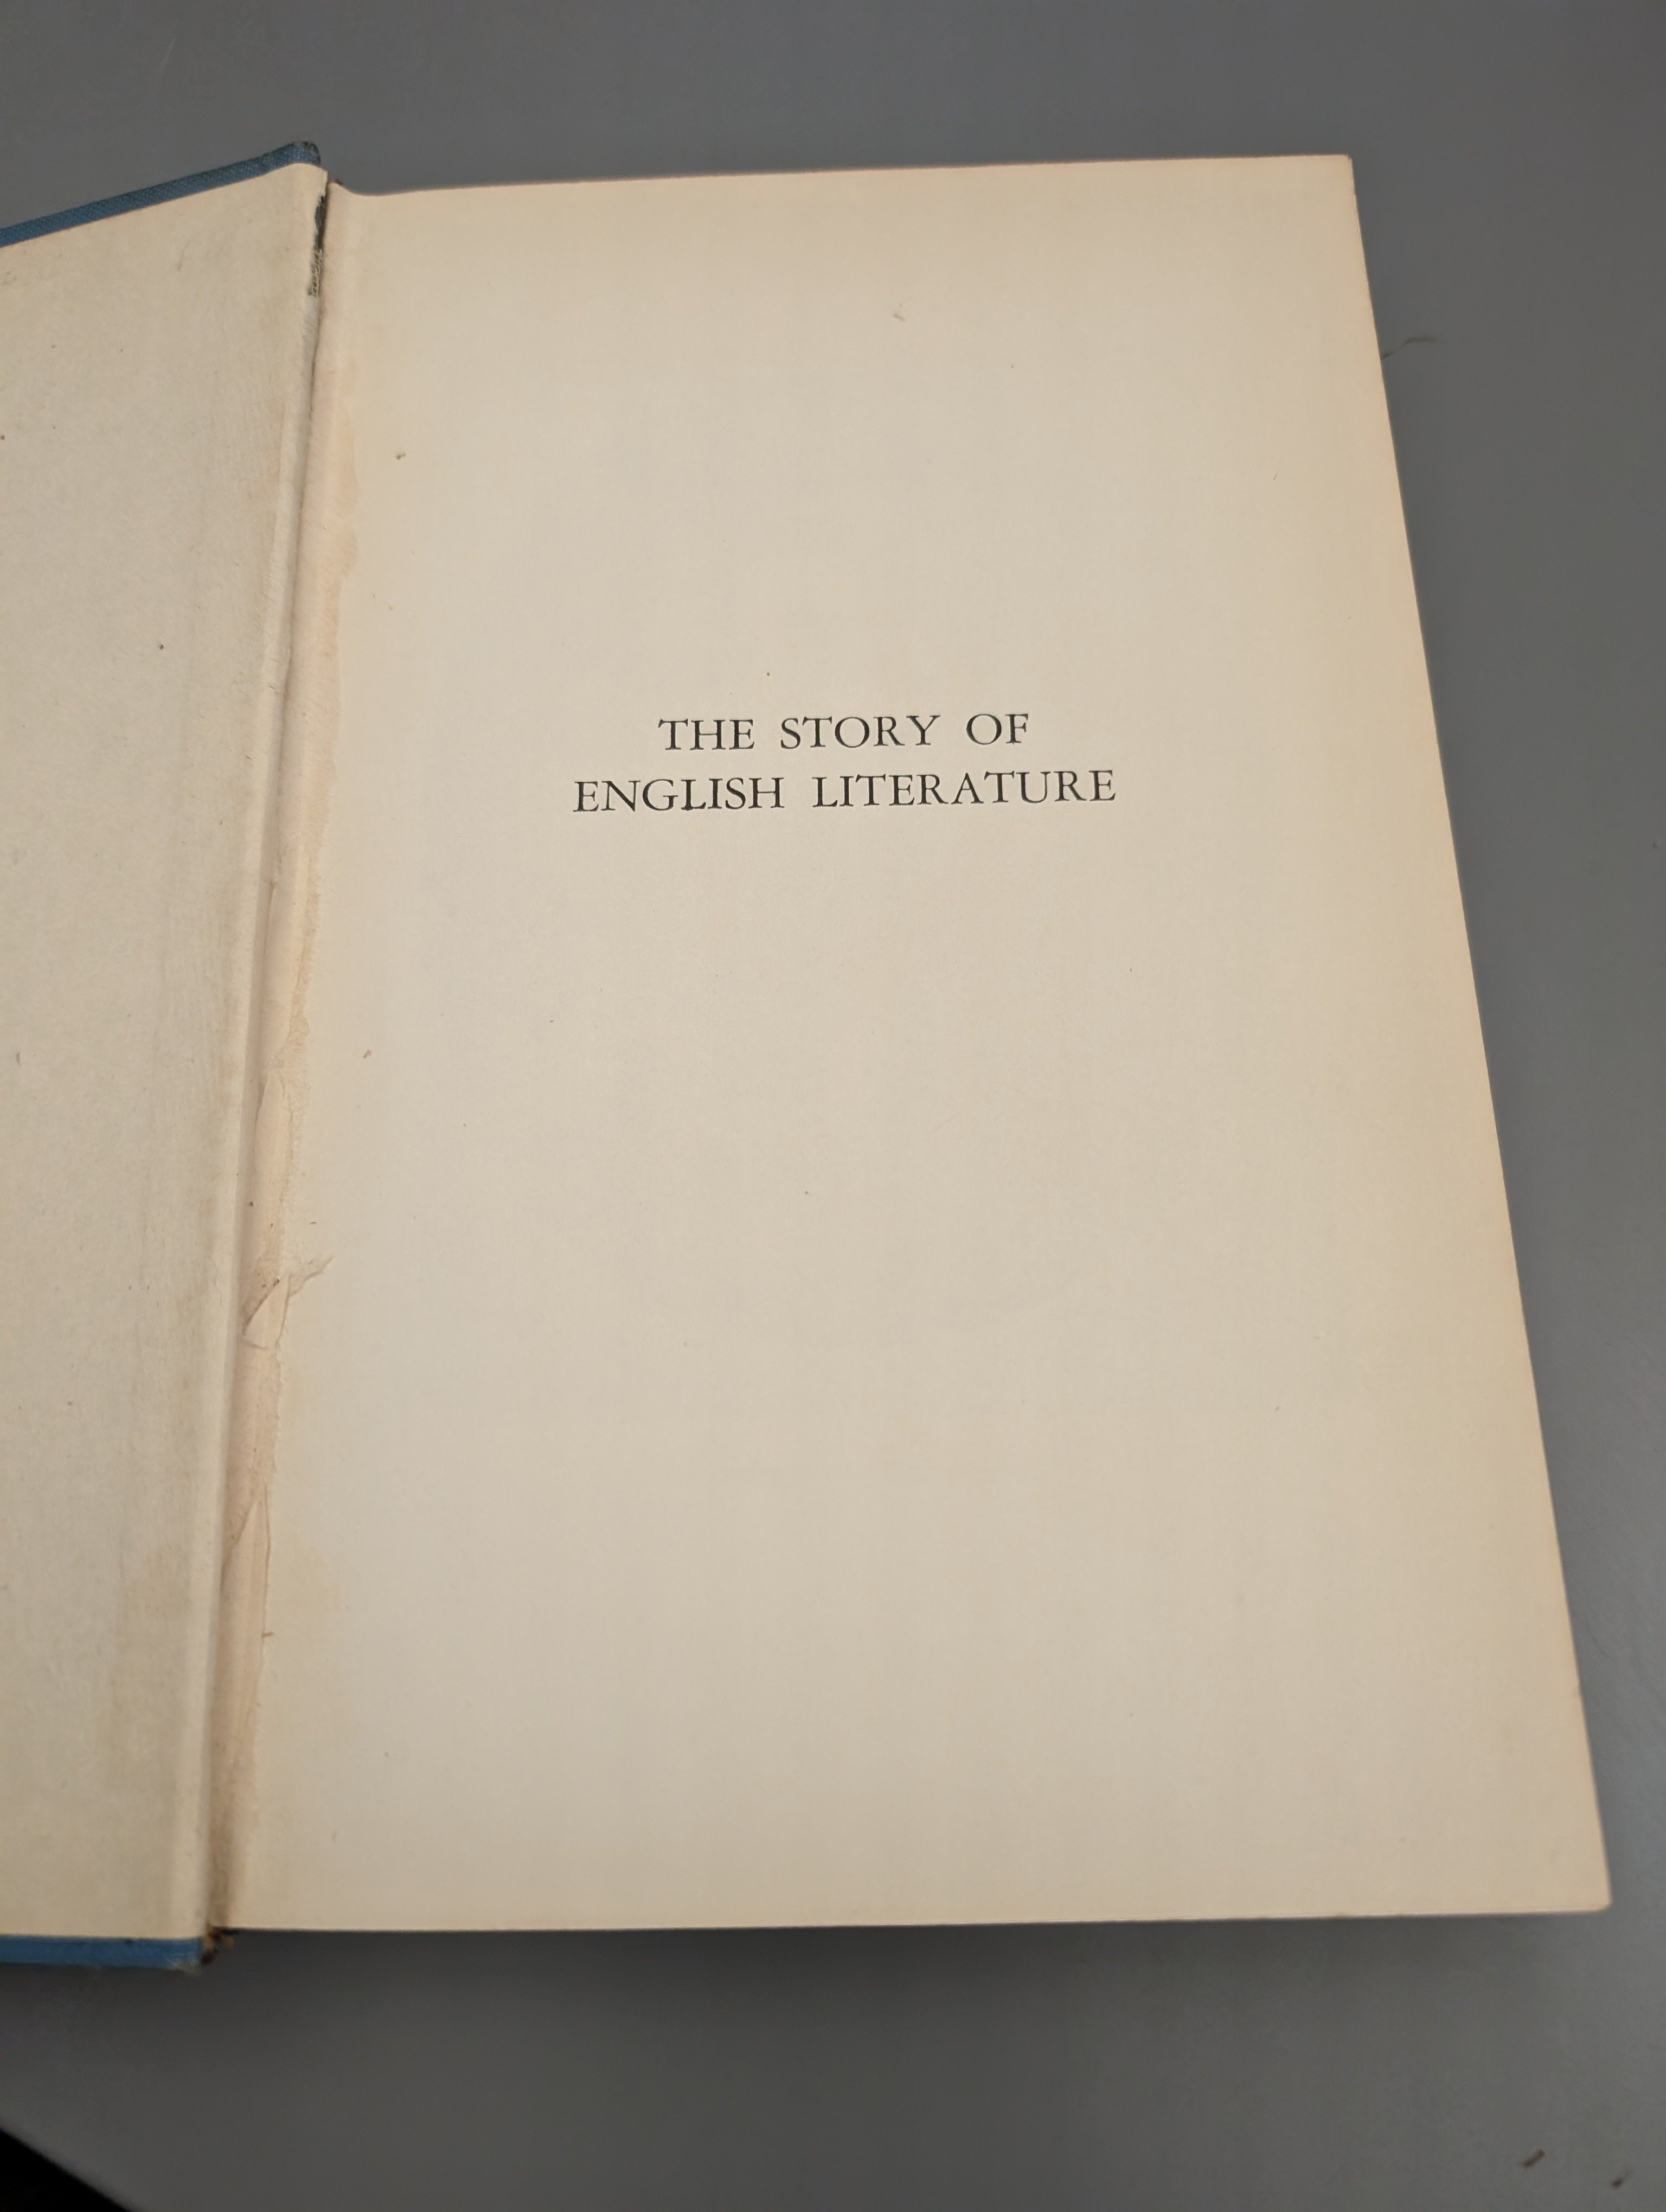 THE STORY OF
ENGLISH LITERATURE